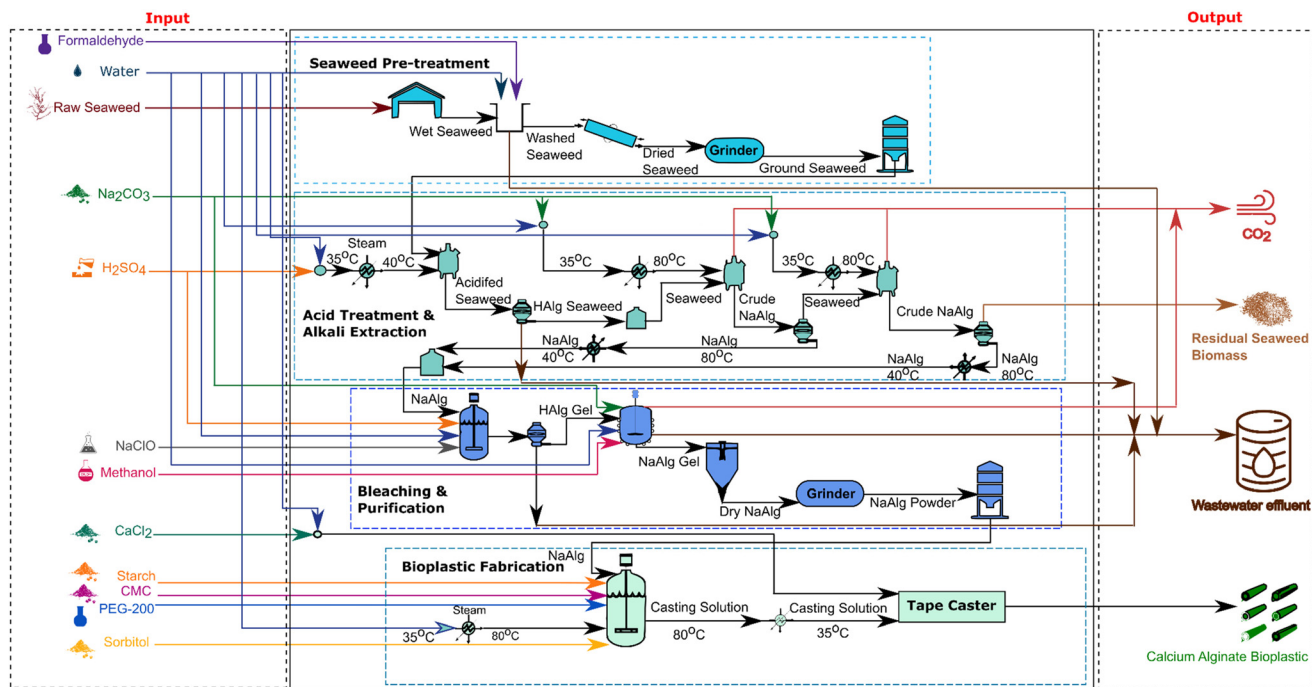 Input
Output
Formaldehyde
Seaweed Pre-treatment
Water
Raw Seaweed
Wet Seaweed
Washed
Seaweed
Dried
Seaweed
Grinder
Ground Seaweed
Na2CO3
CO2
Steam
35°C
40°C
35°C
80°C
35°C
80°C
H2SO4
Acidifed
Seaweed
HAlg Seaweed
Seaweed
Crude
NaAlg
Seaweed
Crude NaAlg
Acid Treatment &
Alkali Extraction
NaAlg
40°C
NaAlg
80°C
NaAlg
40°C
NaAlg
80°C
Residual Seaweed
Biomass
NaAlg
HAlg Gel
NaClO
Methanol
NaAlg Gel
Bleaching &
Purification
Dry NaAlg
Grinder
NaAlg Powder
Wastewater effluent
CaCl2
NaAlg
Bioplastic Fabrication
Starch
CMC
PEG-200
Steam
35°C
80°C
Sorbitol
Casting Solution
80°C
Casting Solution
35°C
Tape Caster
Calcium Alginate Bioplastic